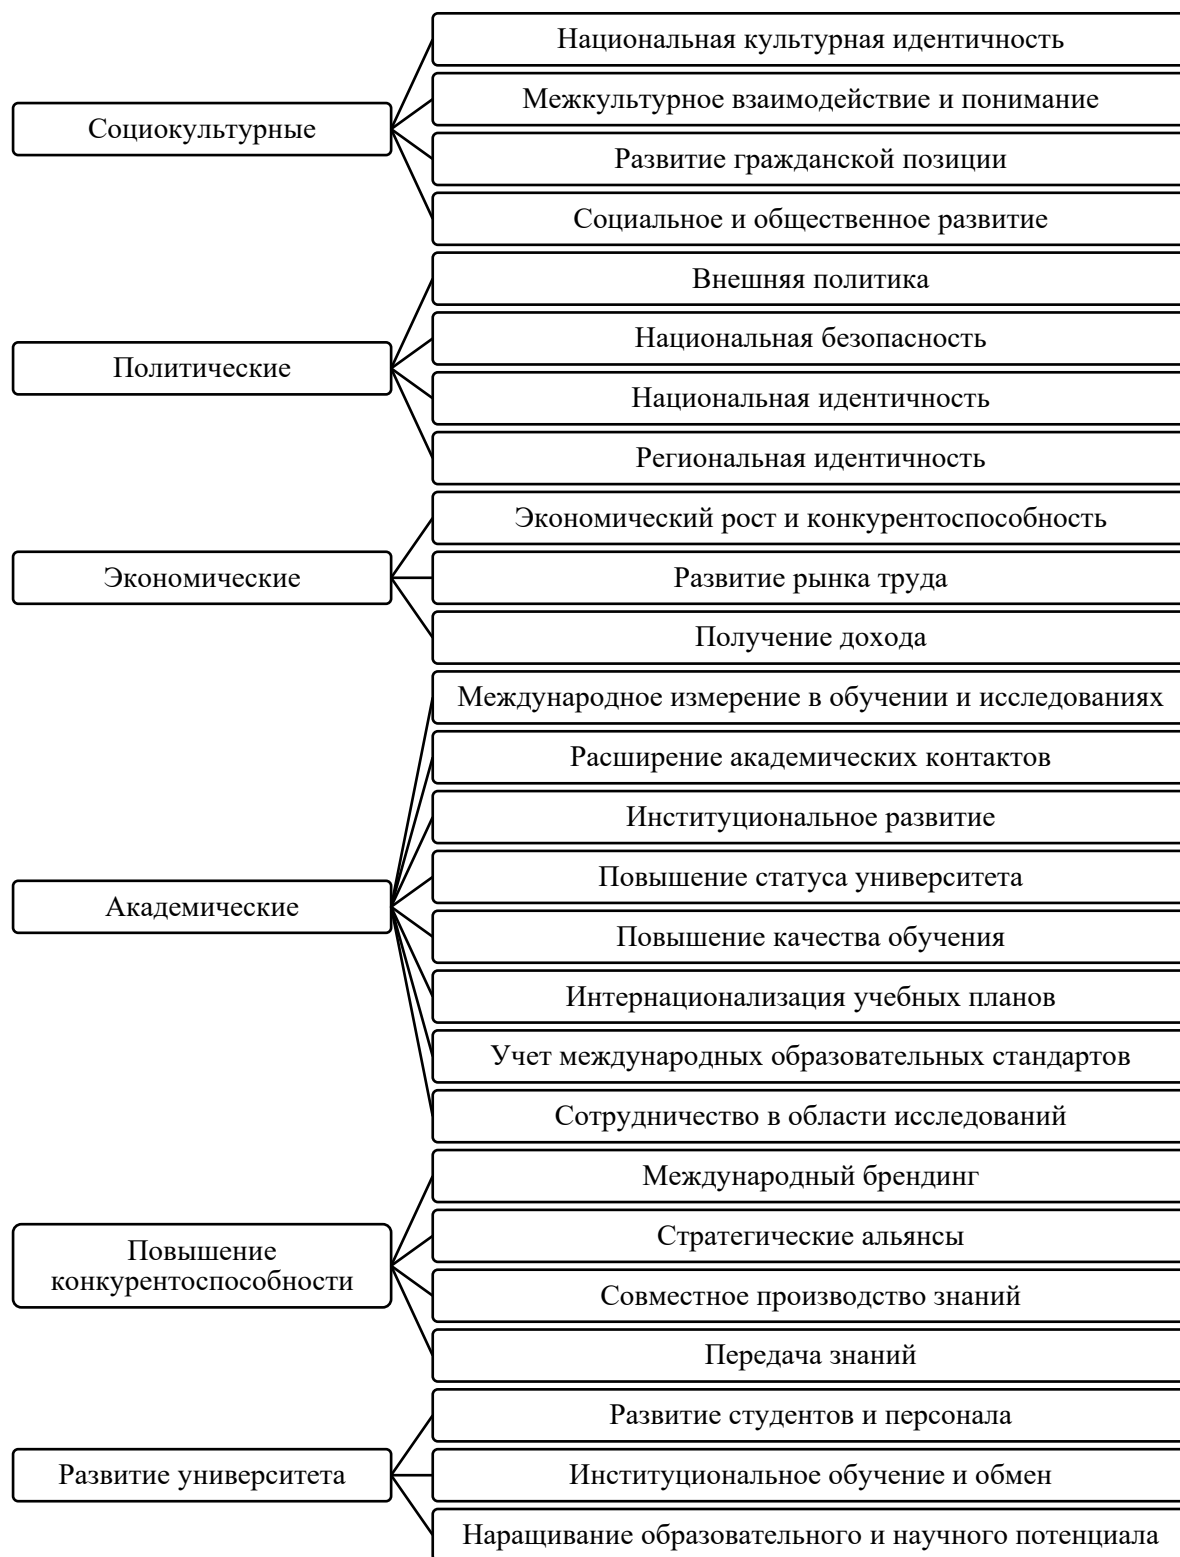 Социокультурные
Национальная культурная идентичность
Межкультурное взаимодействие и понимание
Развитие гражданской позиции
Социальное и общественное развитие
Политические
Внешняя политика
Национальная безопасность
Национальная идентичность
Региональная идентичность
Экономические
Экономический рост и конкурентоспособность
Развитие рынка труда
Получение дохода
Академические
Международное измерение в обучении и исследованиях
Расширение академических контактов
Институциональное развитие
Повышение статуса университета
Повышение качества обучения
Интернационализация учебных планов
Учет международных образовательных стандартов
Сотрудничество в области исследований
Повышение
конкурентоспособности
Международный брендинг
Стратегические альянсы
Совместное производство знаний
Передача знаний
Развитие университета
Развитие студентов и персонала
Институциональное обучение и обмен
Наращивание образовательного и научного потенциала